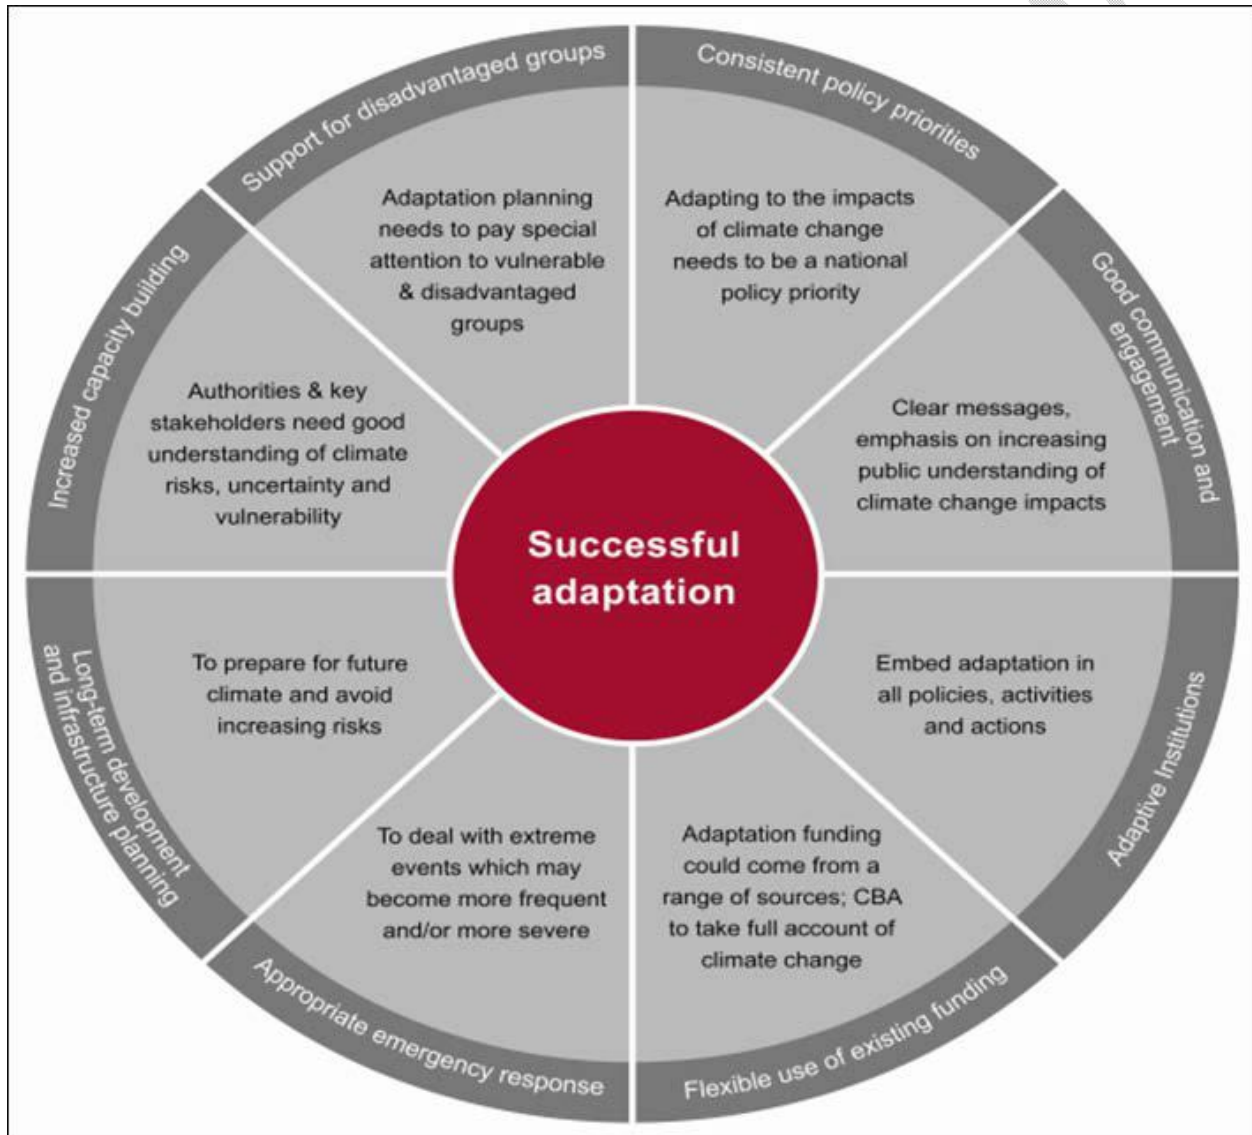 Successful
adaptation
Consistent policy priorities
Adapting to the impacts
of climate change
needs to be a national
policy priority
Good communication and
engagement
Clear messages,
emphasis on increasing
public understanding of
climate change impacts
Adaptive Institutions
Embed adaptation in
all policies, activities
and actions
Flexible use of existing funding
Adaptation funding
could come from a
range of sources; CBA
to take full account of
climate change
Appropriate emergency response
To deal with extreme
events which may
become more frequent
and/or more severe
Long-term development
and infrastructure planning
To prepare for future
climate and avoid
increasing risks
Increased capacity building
Authorities & key
stakeholders need good
understanding of climate
risks, uncertainty and
vulnerability
Support for disadvantaged groups
Adaptation planning
needs to pay special
attention to vulnerable
& disadvantaged
groups